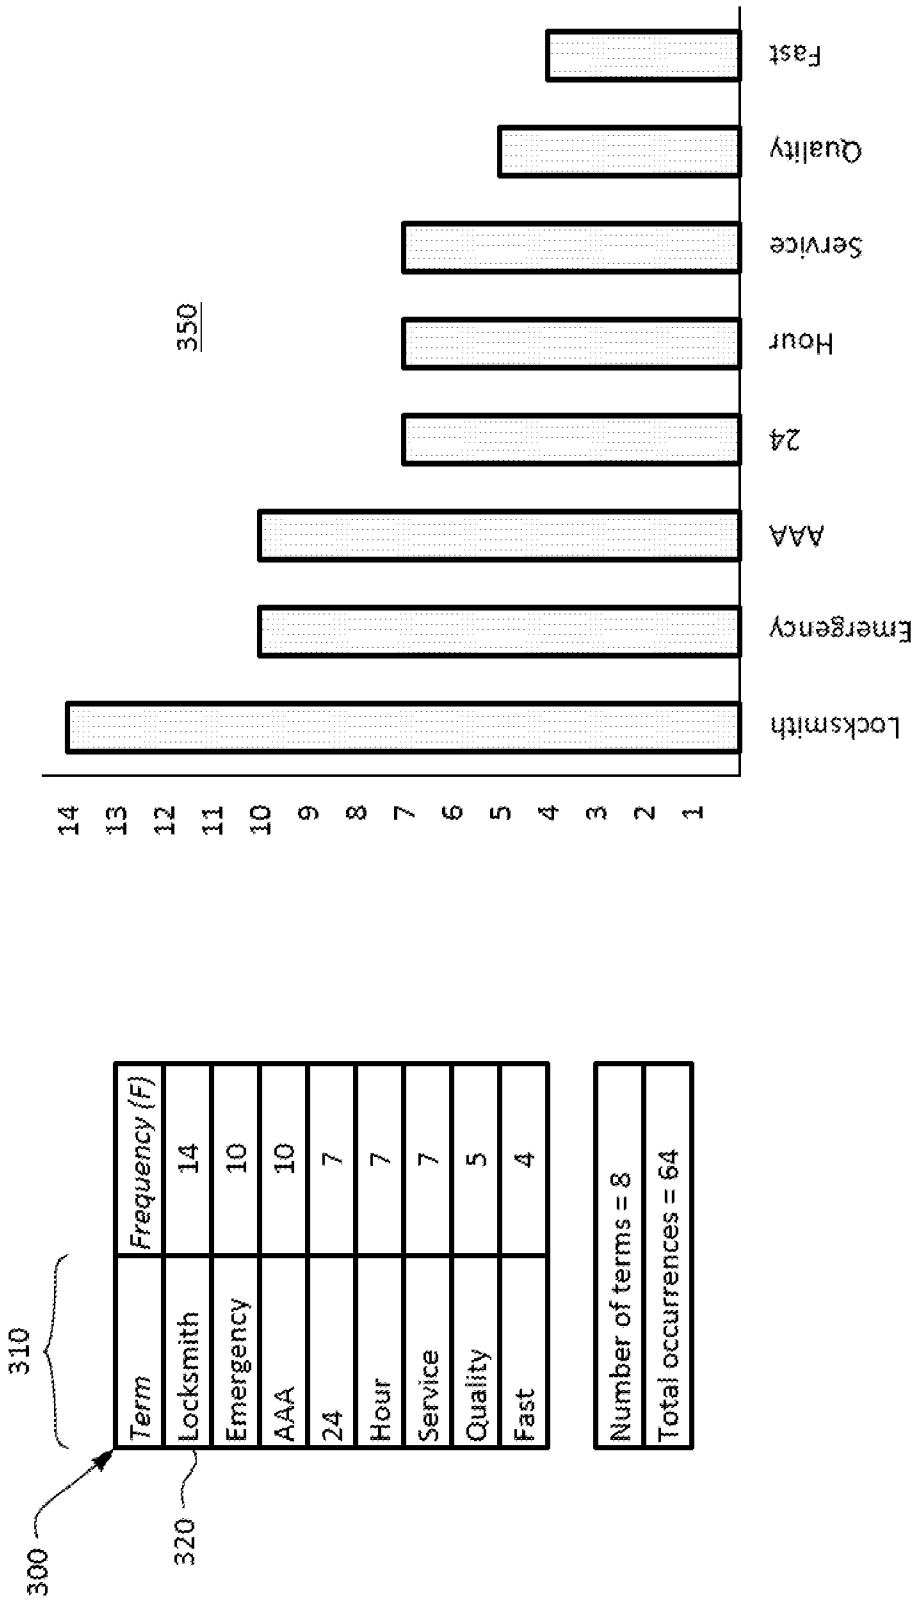 300
310
320
Term Frequency (F)
Locksmith 14
Emergency 10
AAA 10
24 7
Hour 7
Service 7
Quality 5
Fast 4
Number of terms = 8
Total occurrences = 64
350
14
13
12
11
10
9
8
7
6
5
4
3
2
1
Locksmith
Emergency
AAA
24
Hour
Service
Quality
Fast